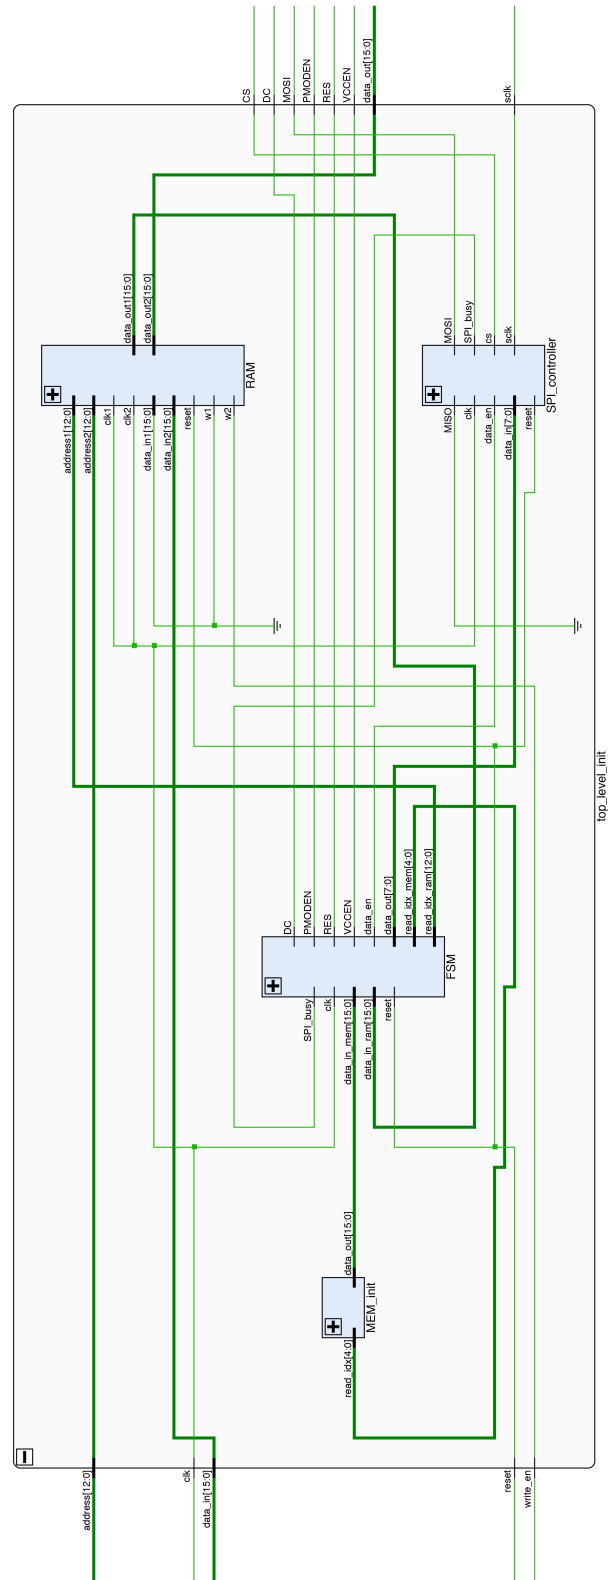 CS
DC
MOSI
PMODEN
RES
VCCEN
data_out[15:0]
sclk
data_out1[15:0]
data_out2[15:0]
RAM
address1[12:0]
address2[12:0]
clk1
clk2
data_in1[15:0]
data_in2[15:0]
reset
w1
w2
MOSI
SPI_busy
cs
sclk
SPI_controller
MISO
clk
data_en
data_in[7:0]
reset
top_level_init
DC
PMODEN
RES
VCCEN
data_en
data_out[7:0]
read_idx_mem[4:0]
read_idx_ram[12:0]
FSM
SPI_busy
clk
data_in_mem[15:0]
data_in_ram[15:0]
reset
data_out[15:0]
MEM_init
read_idx[4:0]
address[12:0]
clk
data_in[15:0]
reset
write_en